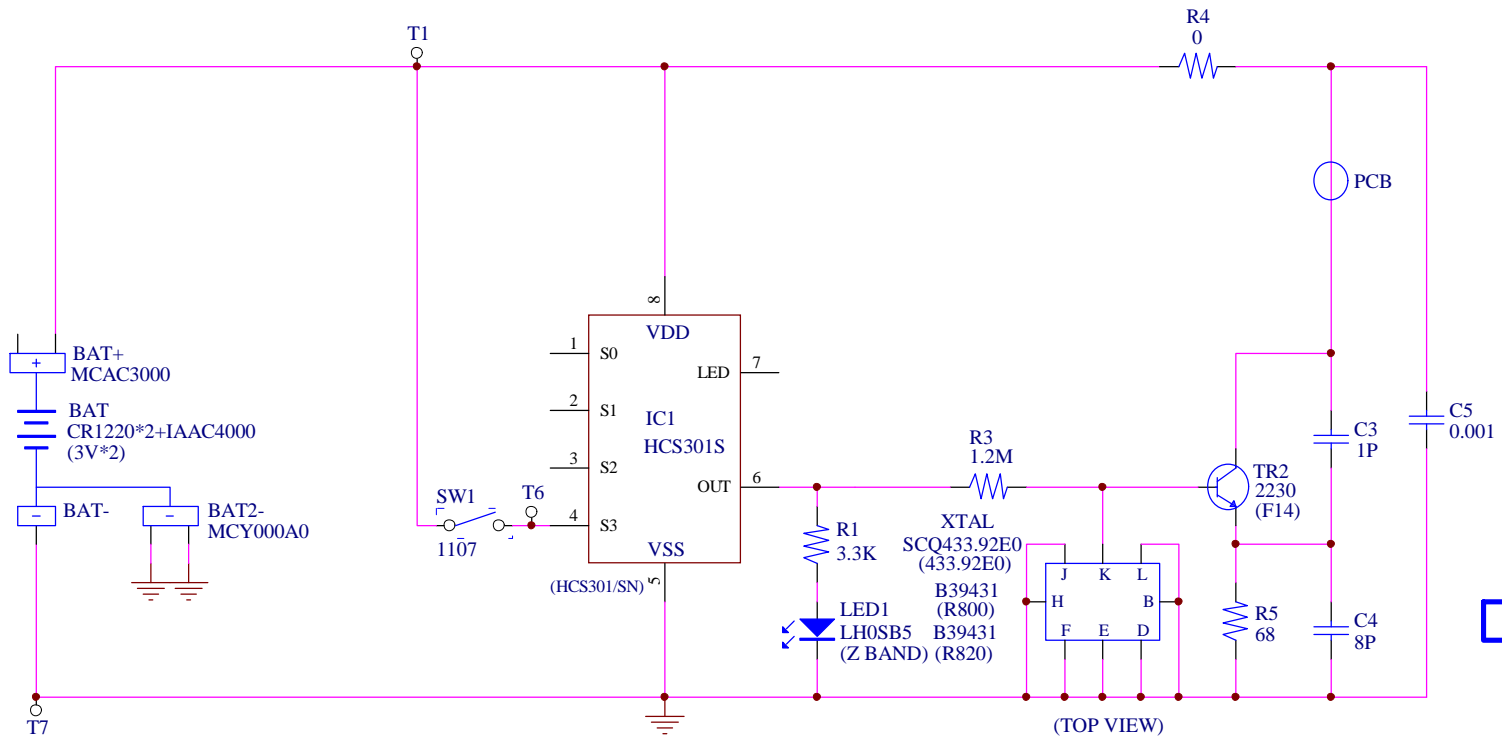 T1
R4
0
PCB
BAT+
MCAC3000
BAT
CR1220*2+IAAC4000
(3V*2)
BAT-
BAT2-
MCY000A0
T7
+
-
-
SW1
1107
T6
8
VDD
1
S0
2
S1
3
S2
4
S3
LED
7
IC1
HCS301S
OUT
6
VSS
5
(HCS301/SN)
R1
3.3K
LED1
LH0SB5
(Z BAND)
R3
1.2M
XTAL
SCQ433.92E0
(433.92E0)
B39431
(R800)
B39431
(R820)
J
K
L
H
B
F
E
D
(TOP VIEW)
TR2
2230
(F14)
R5
68
C3
1P
C4
8P
C5
0.001